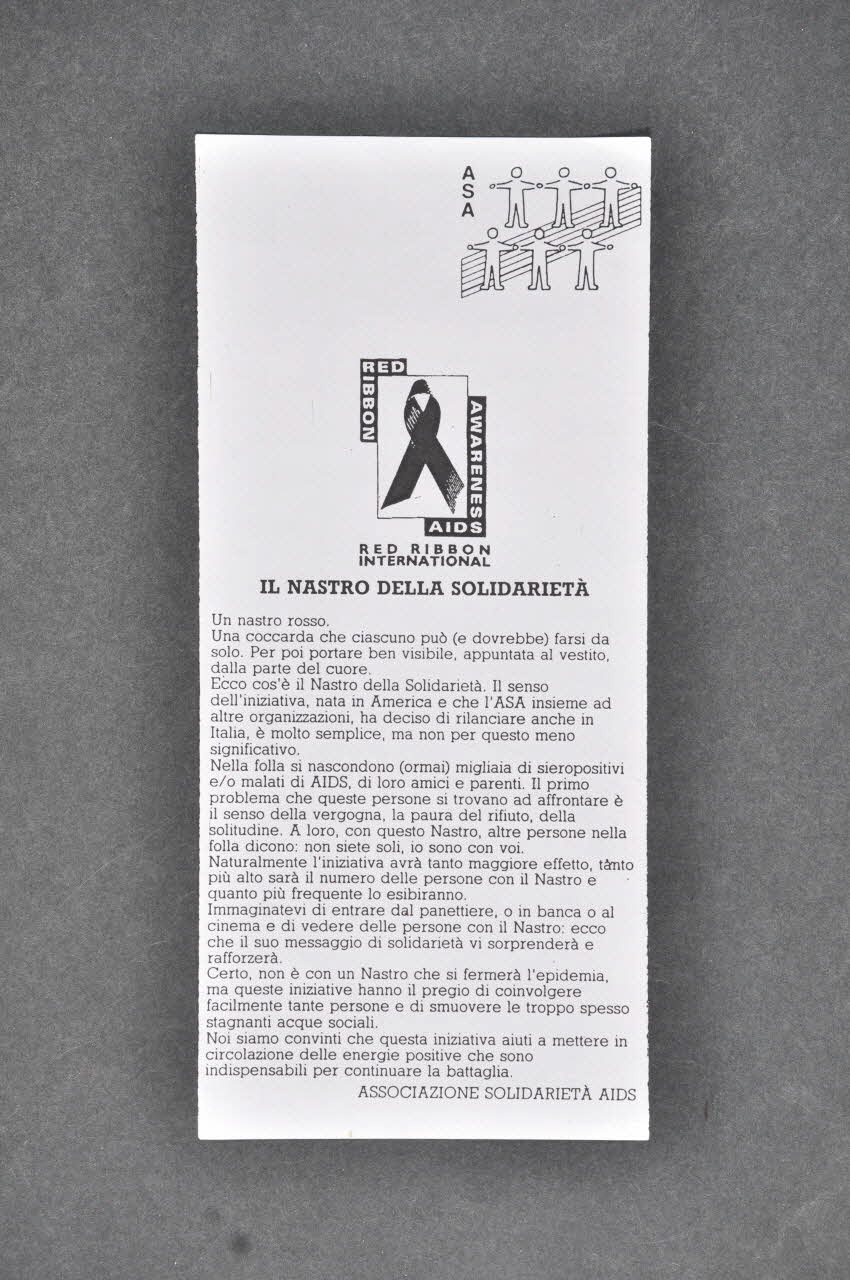 A
S
A
RED
RIBBON
AWARENES
AIDS
RED RIBBON
INTERNATIONAL
IL NASTRO DELLA SOLIDARIETÀ
Un nastro rosso.
Una coccarda che ciascuno può (e dovrebbe) farsi da
solo. Per poi portare ben visibile, appuntata al vestito,
dalla parte del cuore.
Ecco cos'è il Nastro della Solidarietà. Il senso
dell'iniziativa, nata in America e che l'ASA insieme ad
altre organizzazioni, ha deciso di rilanciare anche in
Italia, è molto semplice, ma non per questo meno
significativo.
Nella folla si nascondono (ormai) migliaia di sieropositivi
e/o malati di AIDS, di loro amici e parenti. Il primo
problema che queste persone si trovano ad affrontare è
il senso della vergogna, la paura del rifiuto, della
solitudine. A loro, con questo Nastro, altre persone nella
folla dicono: non siete soli, io sono con voi.
Naturalmente l'iniziativa avrà tanto maggiore effetto, tanto
più alto sarà il numero delle persone con il Nastro e
quanto più frequente lo esibiranno.
Immaginatevi di entrare dal panettiere, o in banca o al
cinema e di vedere delle persone con il Nastro: ecco
che il suo messaggio di solidarietà vi sorprenderà e
rafforzerà.
Certo, non è con un Nastro che si fermerà l'epidemia,
ma queste iniziative hanno il pregio di coinvolgere
facilmente tante persone e di smuovere le troppo spesso
stagnanti acque sociali.
Noi siamo convinti che questa iniziativa aiuti a mettere in
circolazione delle energie positive che sono
indispensabili per continuare la battaglia.
ASSOCIAZIONE SOLIDARIETÀ AIDS